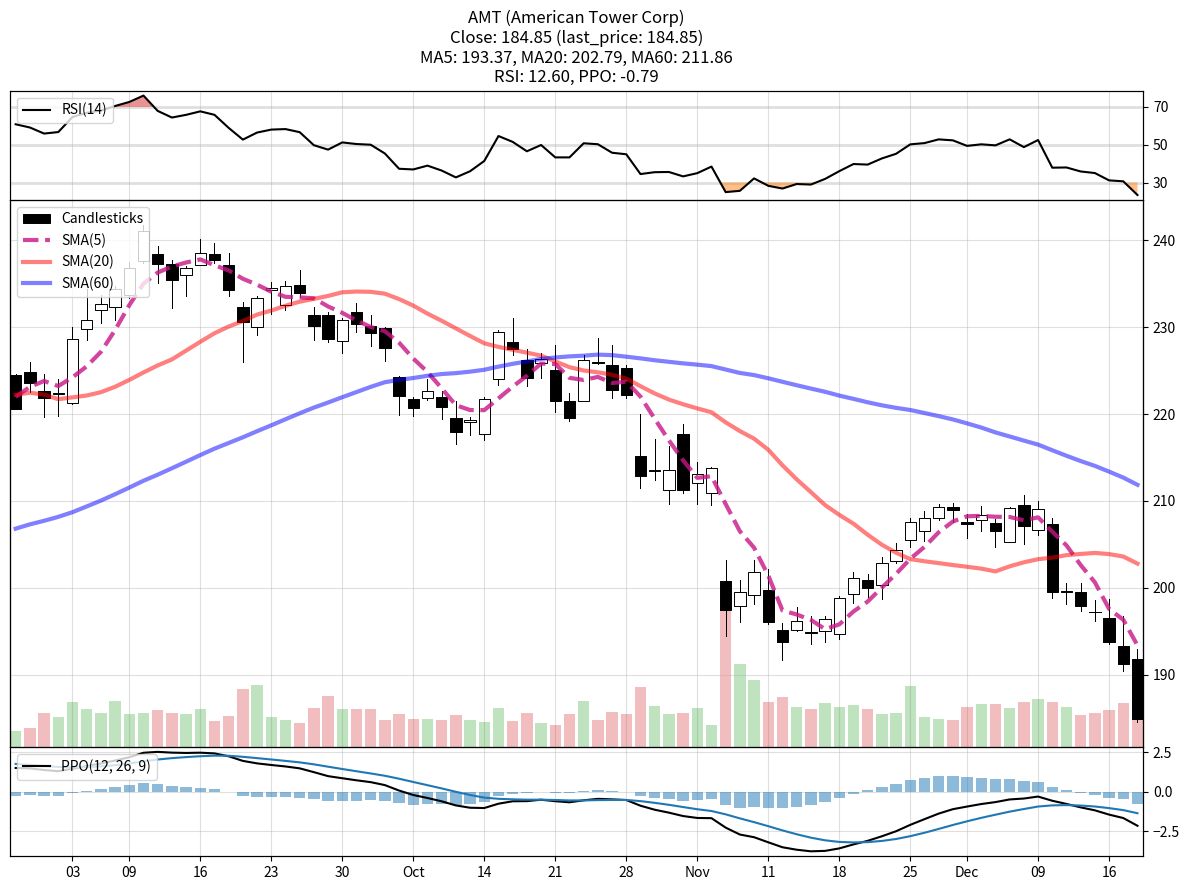 AMT (American Tower Corp)
Close: 184.85 (last_price: 184.85)
MA5: 193.37, MA20: 202.79, MA60: 211.86
RSI: 12.60, PPO: -0.79
RSI(14)
70
50
30
Candlesticks
SMA(5)
SMA(20)
SMA(60)
240
230
220
210
200
190
PPO(12, 26, 9)
2.5
0.0
−2.5
03 09 16 23 30 Oct 14 21 28 Nov 11 18 25 Dec 09 16